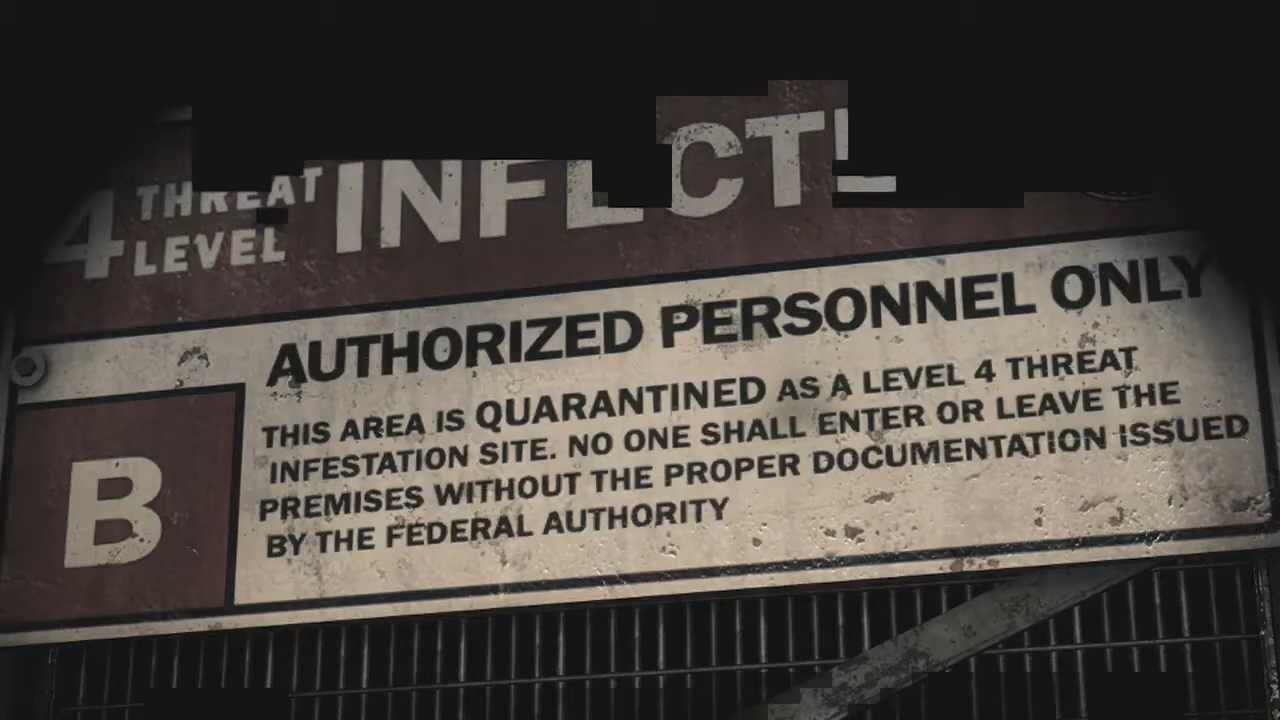 4 THREAT
LEVEL
AUTHORIZED PERSONNEL ONLY
B
THIS AREA IS QUARANTINED AS A LEVEL 4 THREAT
INFESTATION SITE. NO ONE SHALL ENTER OR LEAVE THE
PREMISES WITHOUT THE PROPER DOCUMENTATION ISSUED
BY THE FEDERAL AUTHORITY